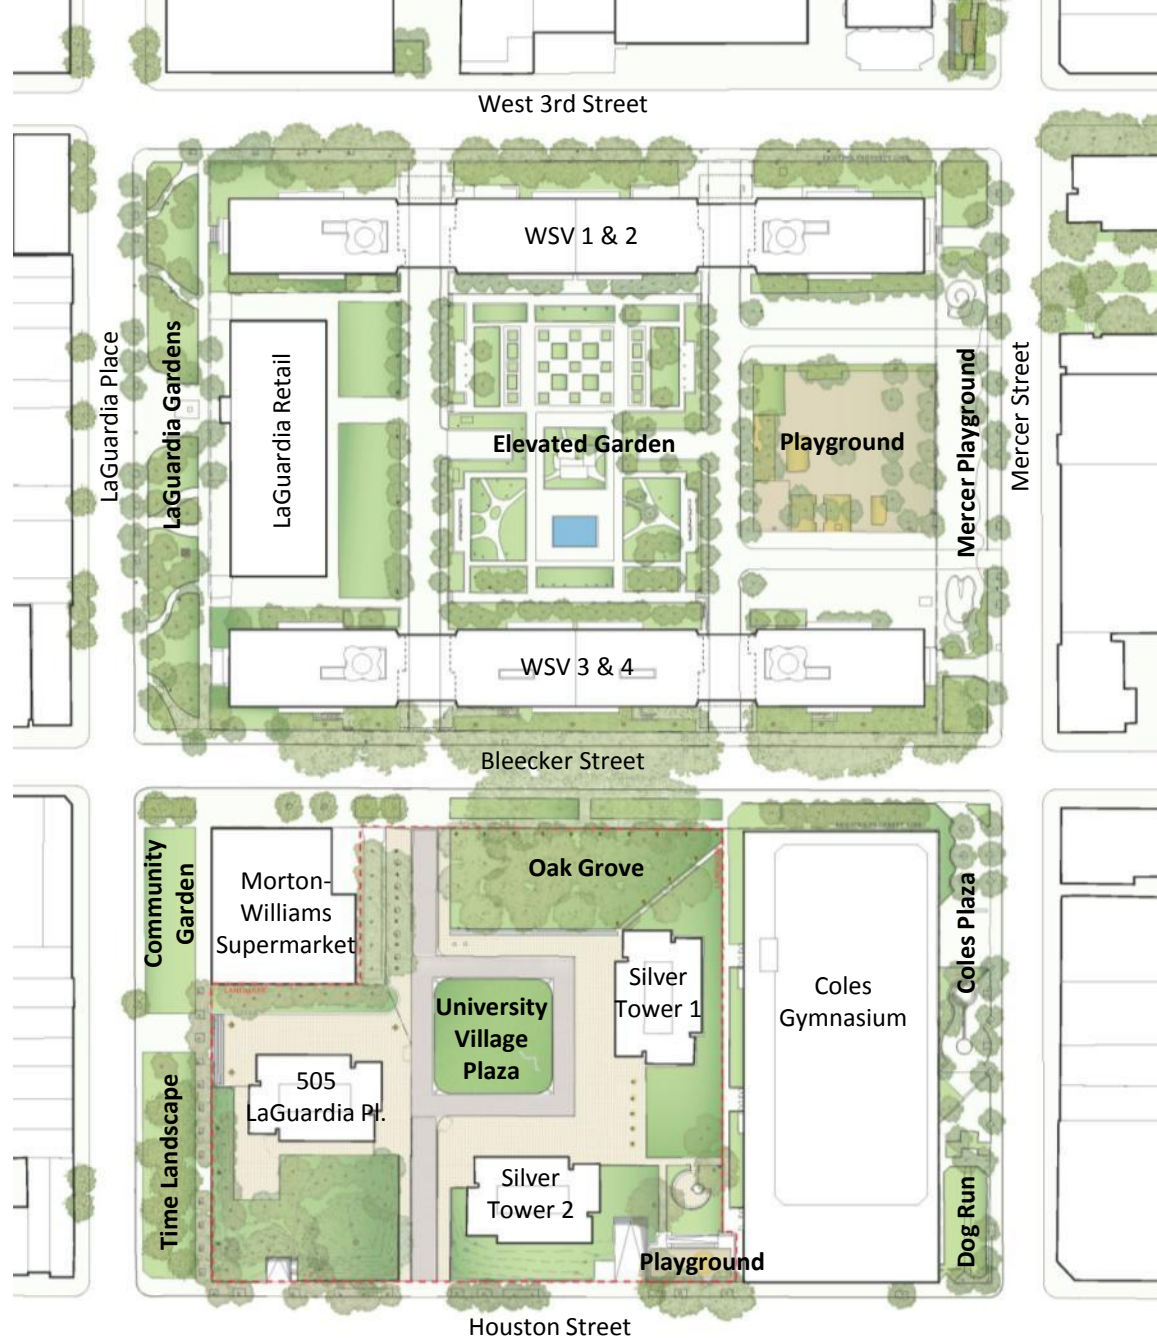 West 3rd Street
WSV 1 & 2
LaGuardia Place
LaGuardia Gardens
LaGuardia Retail
Elevated Garden
Playground
Mercer Playground
Mercer Street
WSV 3 & 4
Bleecker Street
Community
Garden
Morton-
Williams
Supermarket
Oak Grove
Silver
Tower 1
Coles
Gymnasium
Coles Plaza
University
Village
Plaza
505
LaGuardia Pl.
Time Landscape
Silver
Tower 2
Playground
Dog Run
Houston Street